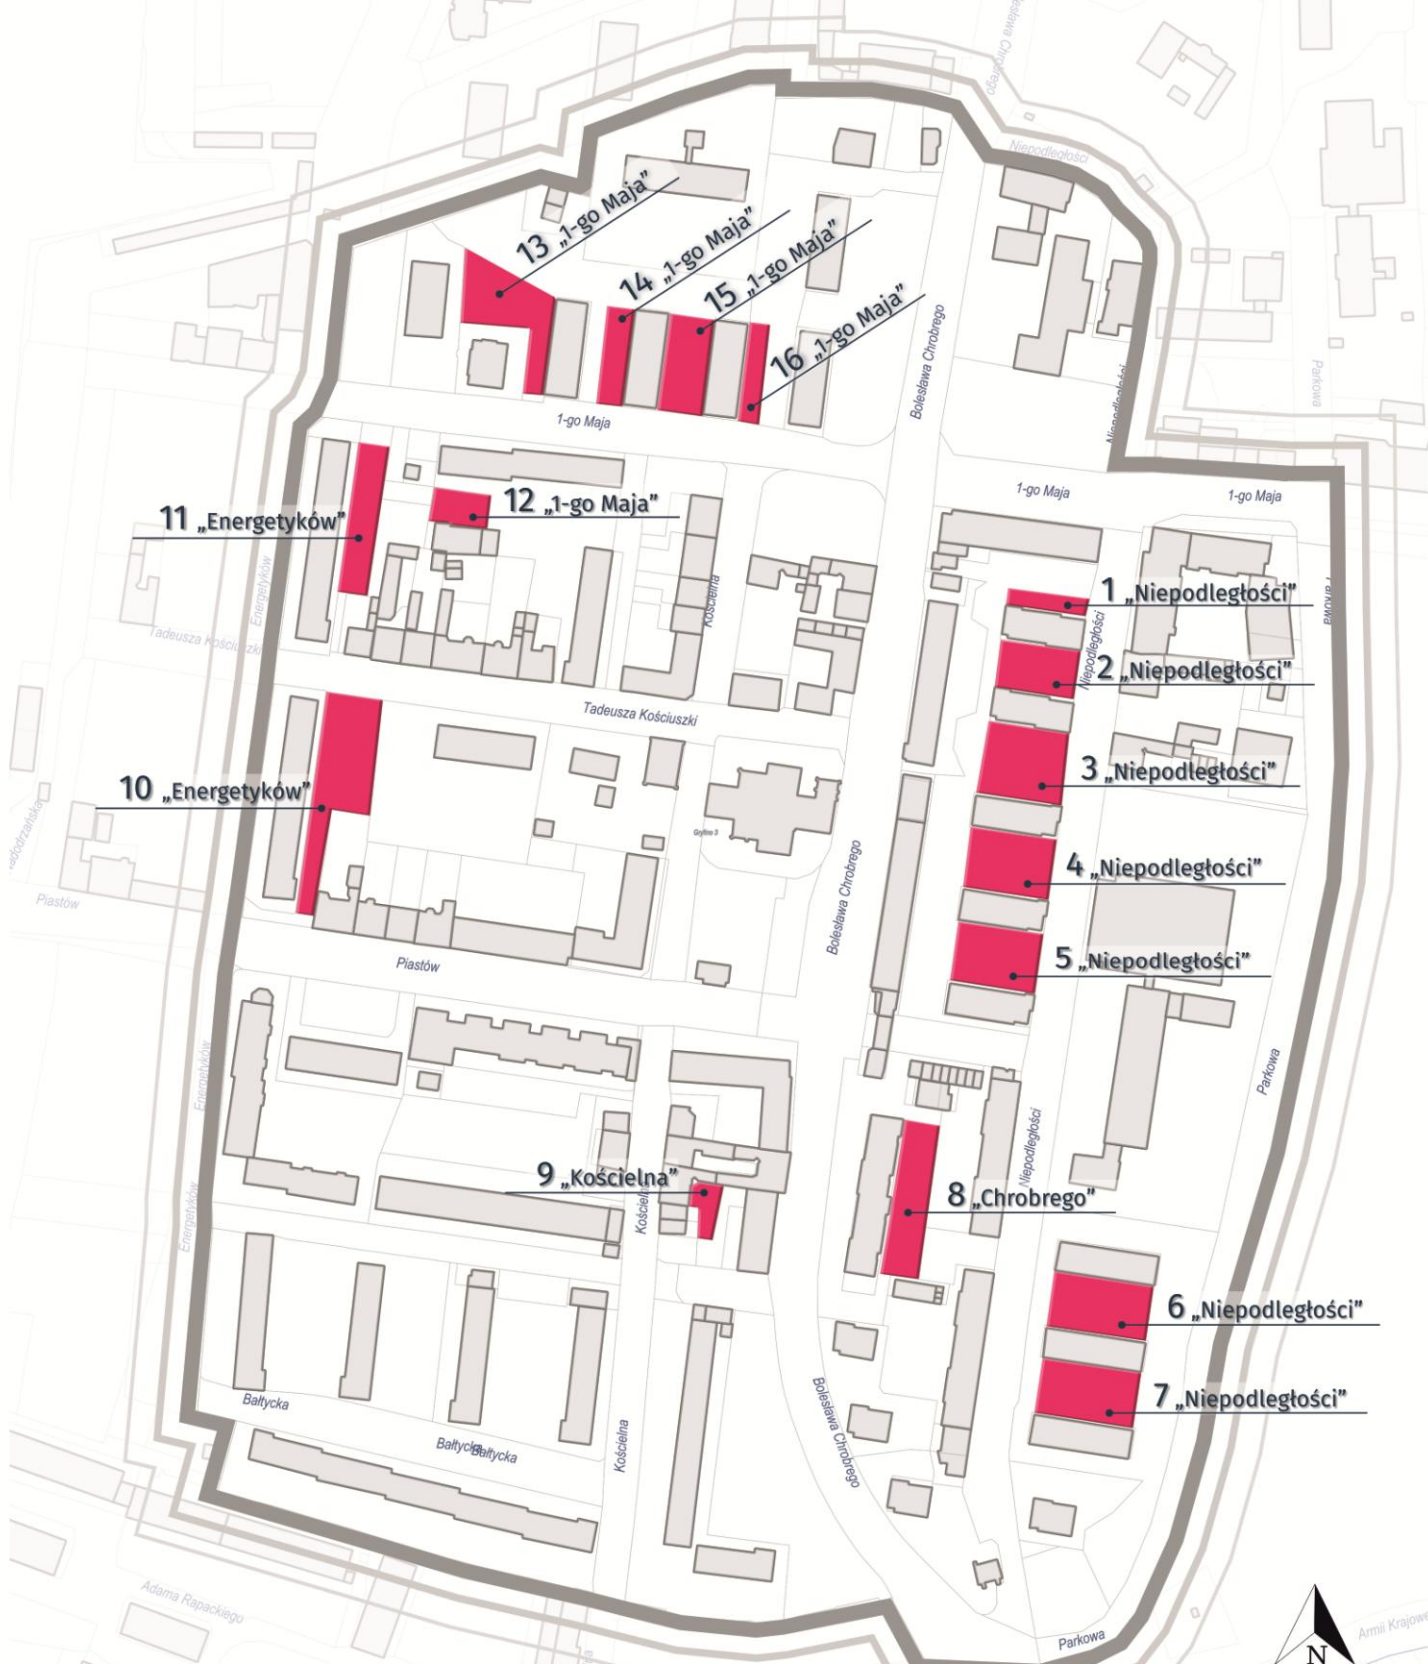 Niepodległości
13 „1-go Maja”
14 „1-go Maja”
15 „1-go Maja”
16 „1-go Maja”
Bolesława Chrobrego
Parkowa
1-go Maja
1-go Maja
1-go Maja
11 „Energetyków”
12 „1-go Maja”
Energetyków
Kościelna
Tadeusza Kościuszki
1 „Niepodległości”
Niepodległości
2 „Niepodległości”
Tadeusza Kościuszki
3 „Niepodległości”
10 „Energetyków”
Gryfino 3
4 „Niepodległości”
Bolesława Chrobrego
Piastów
5 „Niepodległości”
Piastów
Energetyków
Parkowa
Niepodległości
9 „Kościelna”
8 „Chrobrego”
Kościelna
Energetyków
6 „Niepodległości”
7 „Niepodległości”
Bałtycka
Bolesława Chrobrego
Bałtycka
Bałtycka
Kościelna
Adama Rapackiego
Parkowa
N